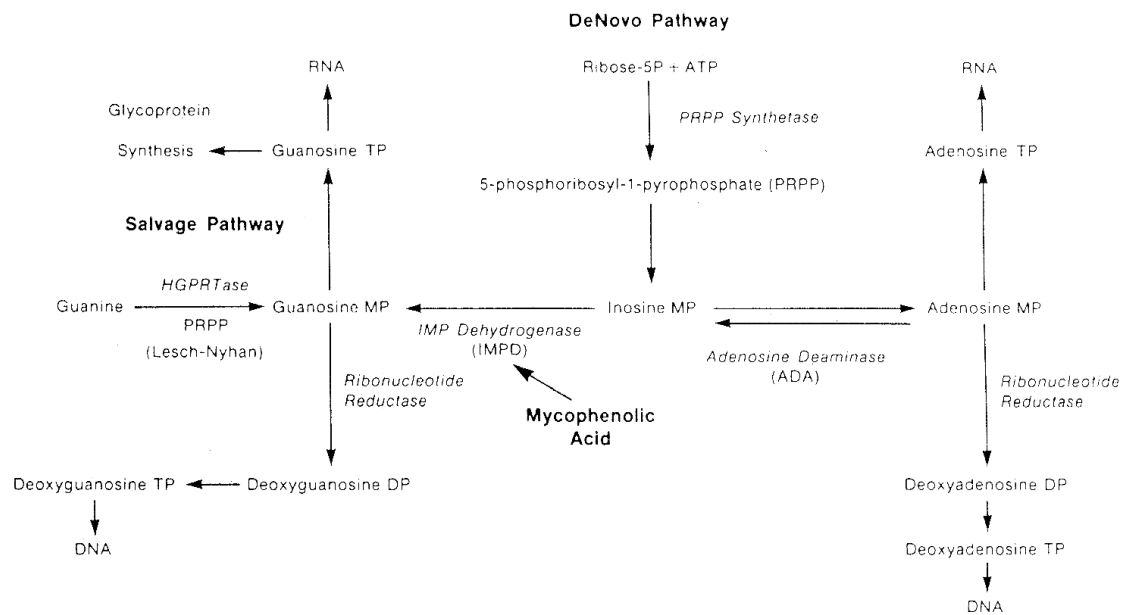 DeNovo Pathway
RNA
Ribose-5P + ATP
RNA
Glycoprotein
PRPP Synthetase
Synthesis
Guanosine TP
Adenosine TP
5-phosphoribosyl-1-pyrophosphate (PRPP)
Salvage Pathway
HGPRTase
Guanine
Guanosine MP
Inosine MP
Adenosine MP
PRPP
(Lesch-Nyhan)
IMP Dehydrogenase
(IMPD)
Adenosine Deaminase
(ADA)
Ribonucleotide
Reductase
Ribonucleotide
Reductase
Mycophenolic
Acid
Deoxyguanosine TP
Deoxyguanosine DP
Deoxyadenosine DP
DNA
Deoxyadenosine TP
DNA